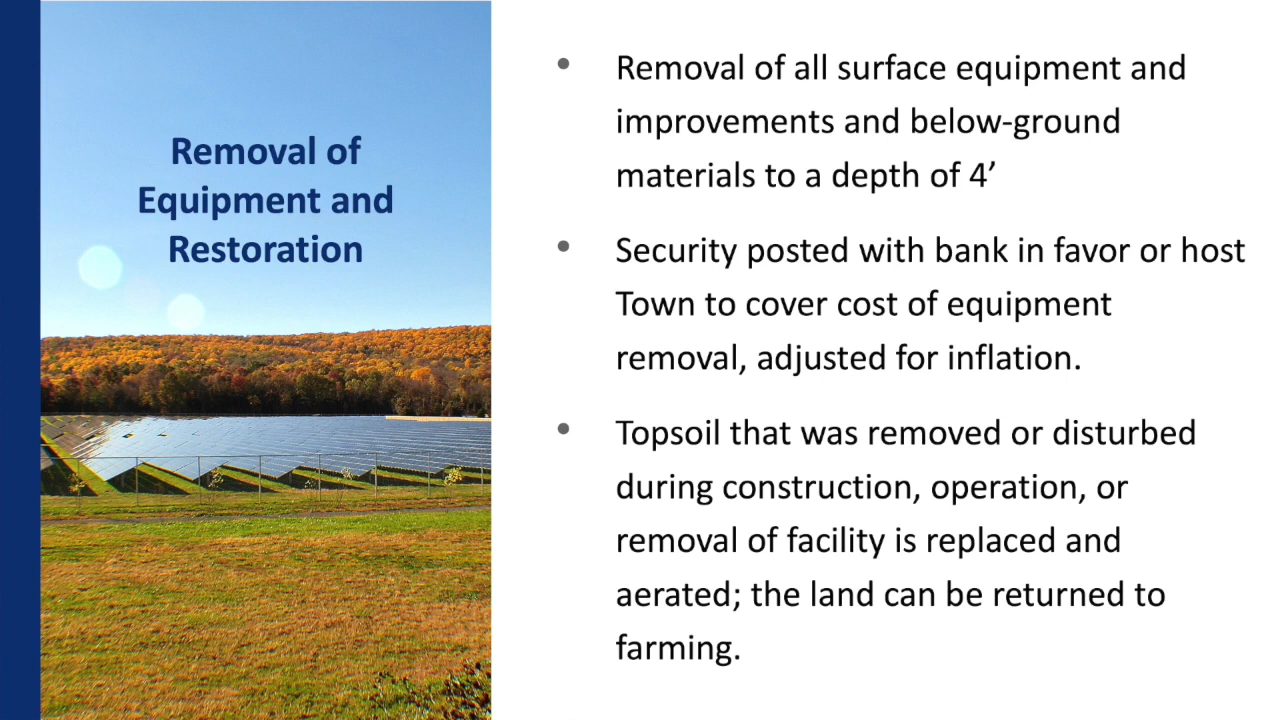 Removal of
Equipment and
Restoration
• Removal of all surface equipment and
improvements and below-ground
materials to a depth of 4’
• Security posted with bank in favor or host
Town to cover cost of equipment
removal, adjusted for inflation.
• Topsoil that was removed or disturbed
during construction, operation, or
removal of facility is replaced and
aerated; the land can be returned to
farming.